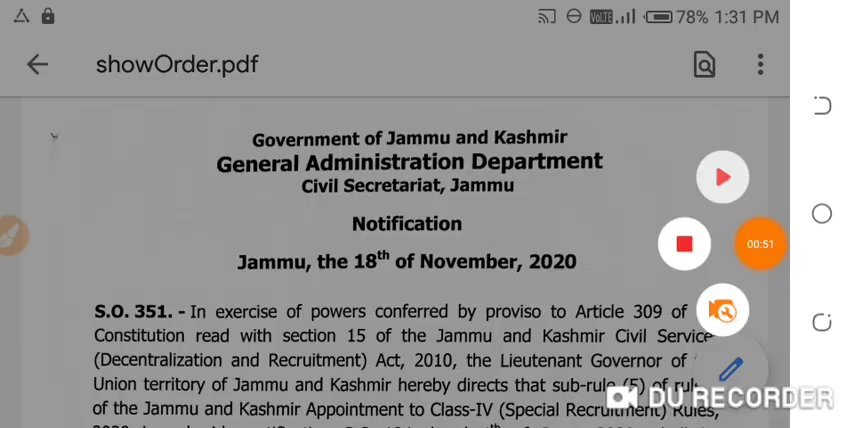 VoLTE 78% 1:31 PM
showOrder.pdf
Government of Jammu and Kashmir
General Administration Department
Civil Secretariat, Jammu
Notification
Jammu, the 18th of November, 2020
00:51
S.O. 351. - In exercise of powers conferred by proviso to Article 309 of
Constitution read with section 15 of the Jammu and Kashmir Civil Service
(Decentralization and Recruitment) Act, 2010, the Lieutenant Governor of
Union territory of Jammu and Kashmir hereby directs that sub-rule (5) of
of the Jammu and Kashmir Appointment to Class-IV (Special Recruitment) Rules,
DU RECORDER